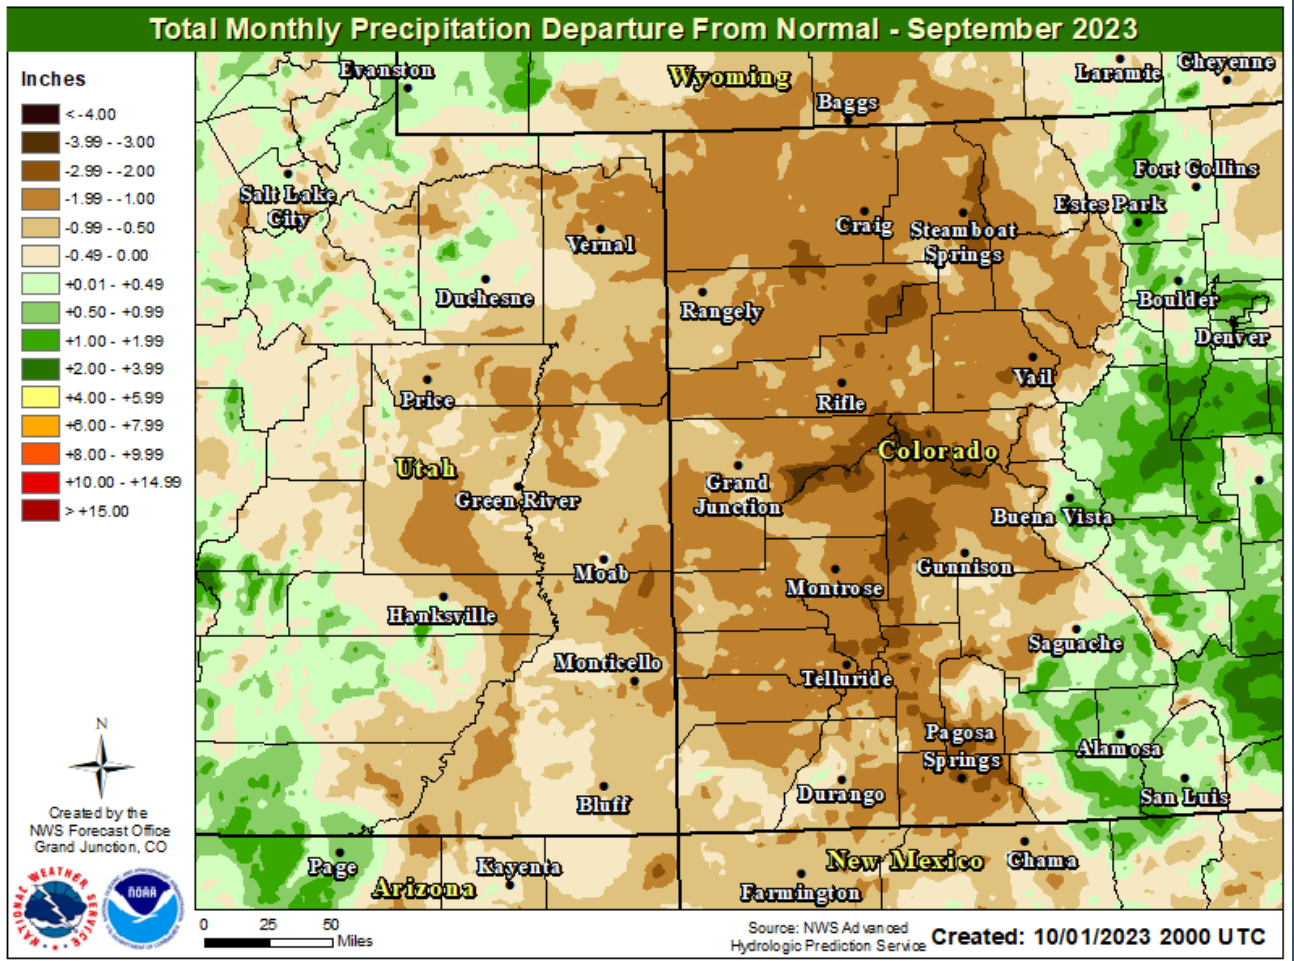 Total Monthly Precipitation Departure From Normal - September 2023
Inches
< -4.00
-3.99 - -3.00
-2.99 - -2.00
-1.99 - -1.00
-0.99 - -0.50
-0.49 - 0.00
+0.01 - +0.49
+0.50 - +0.99
+1.00 - +1.99
+2.00 - +3.99
+4.00 - +5.99
+6.00 - +7.99
+8.00 - +9.99
+10.00 - +14.99
> +15.00
Evanston
Wyoming
Laramie
Cheyenne
Baggs
Fort Collins
Salt Lake
City
Estes Park
Vernal
Craig
Steamboat
Springs
Duchesne
Rangely
Boulder
Denver
Vail
Price
Rifle
Utah
Colorado
Green River
Grand
Junction
Buena Vista
Moab
Gunnison
Montrose
Hanksville
Saguache
Monticello
Telluride
Pagosa
Springs
Alamosa
Bluff
Durango
San Luis
Page
Kayenta
Arizona
New Mexico
Chama
Farmington
N
Created by the
NWS Forecast Office
Grand Junction, CO
NATIONAL WEATHER SERVICE
NOAA
0 25 50
Miles
Source: NWS Advanced
Hydrologic Prediction Service
Created: 10/01/2023 2000 UTC